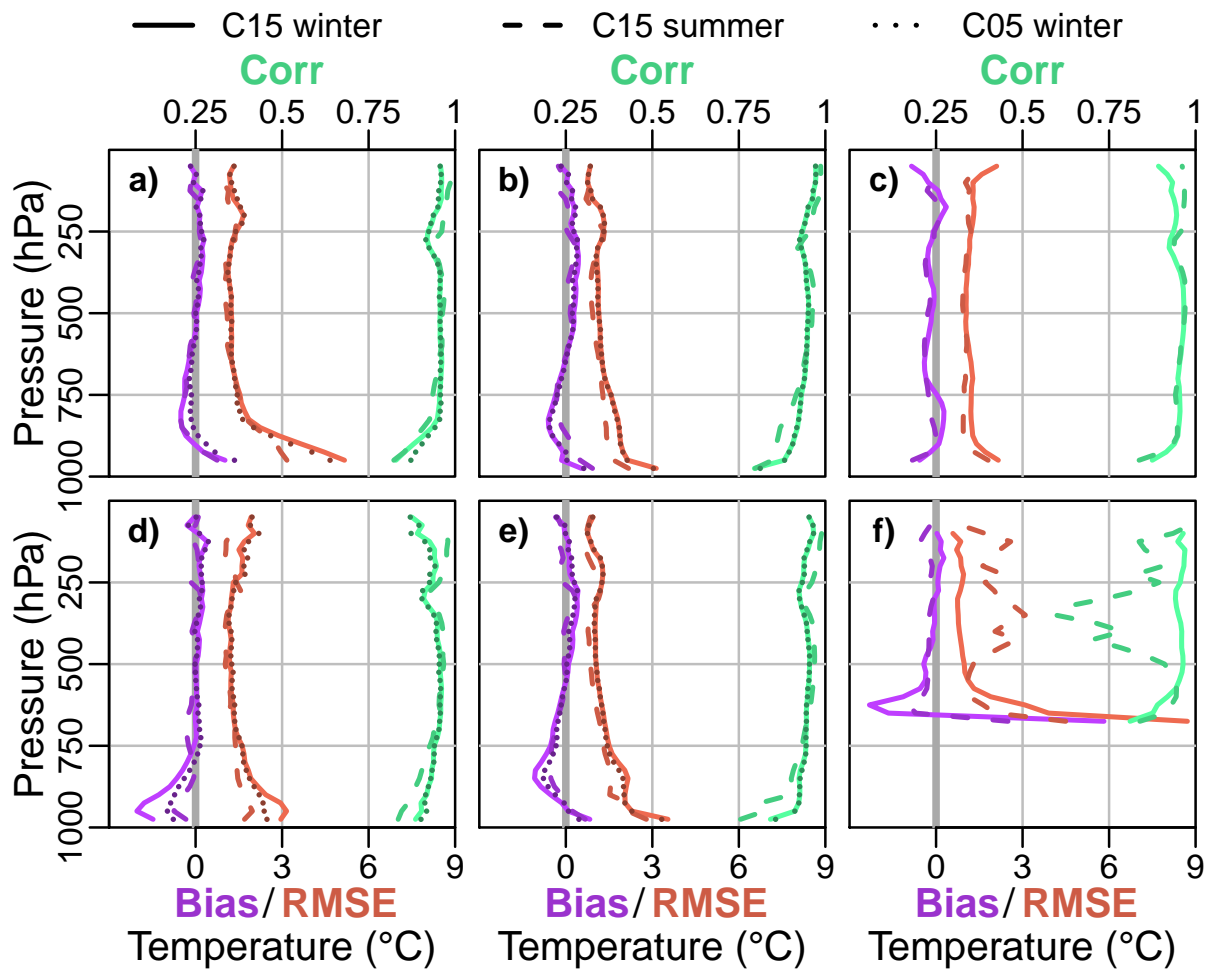 C15 winter C15 summer C05 winter
Corr Corr Corr
0.25 0.5 0.75 1 0.25 0.5 0.75 1 0.25 0.5 0.75 1
a) b) c)
Pressure (hPa)
250
500
750
1000
d) e) f)
Pressure (hPa)
250
500
750
1000
0 3 6 9 0 3 6 9 0 3 6 9
Bias/RMSE Bias/RMSE Bias/RMSE
Temperature (°C) Temperature (°C) Temperature (°C)